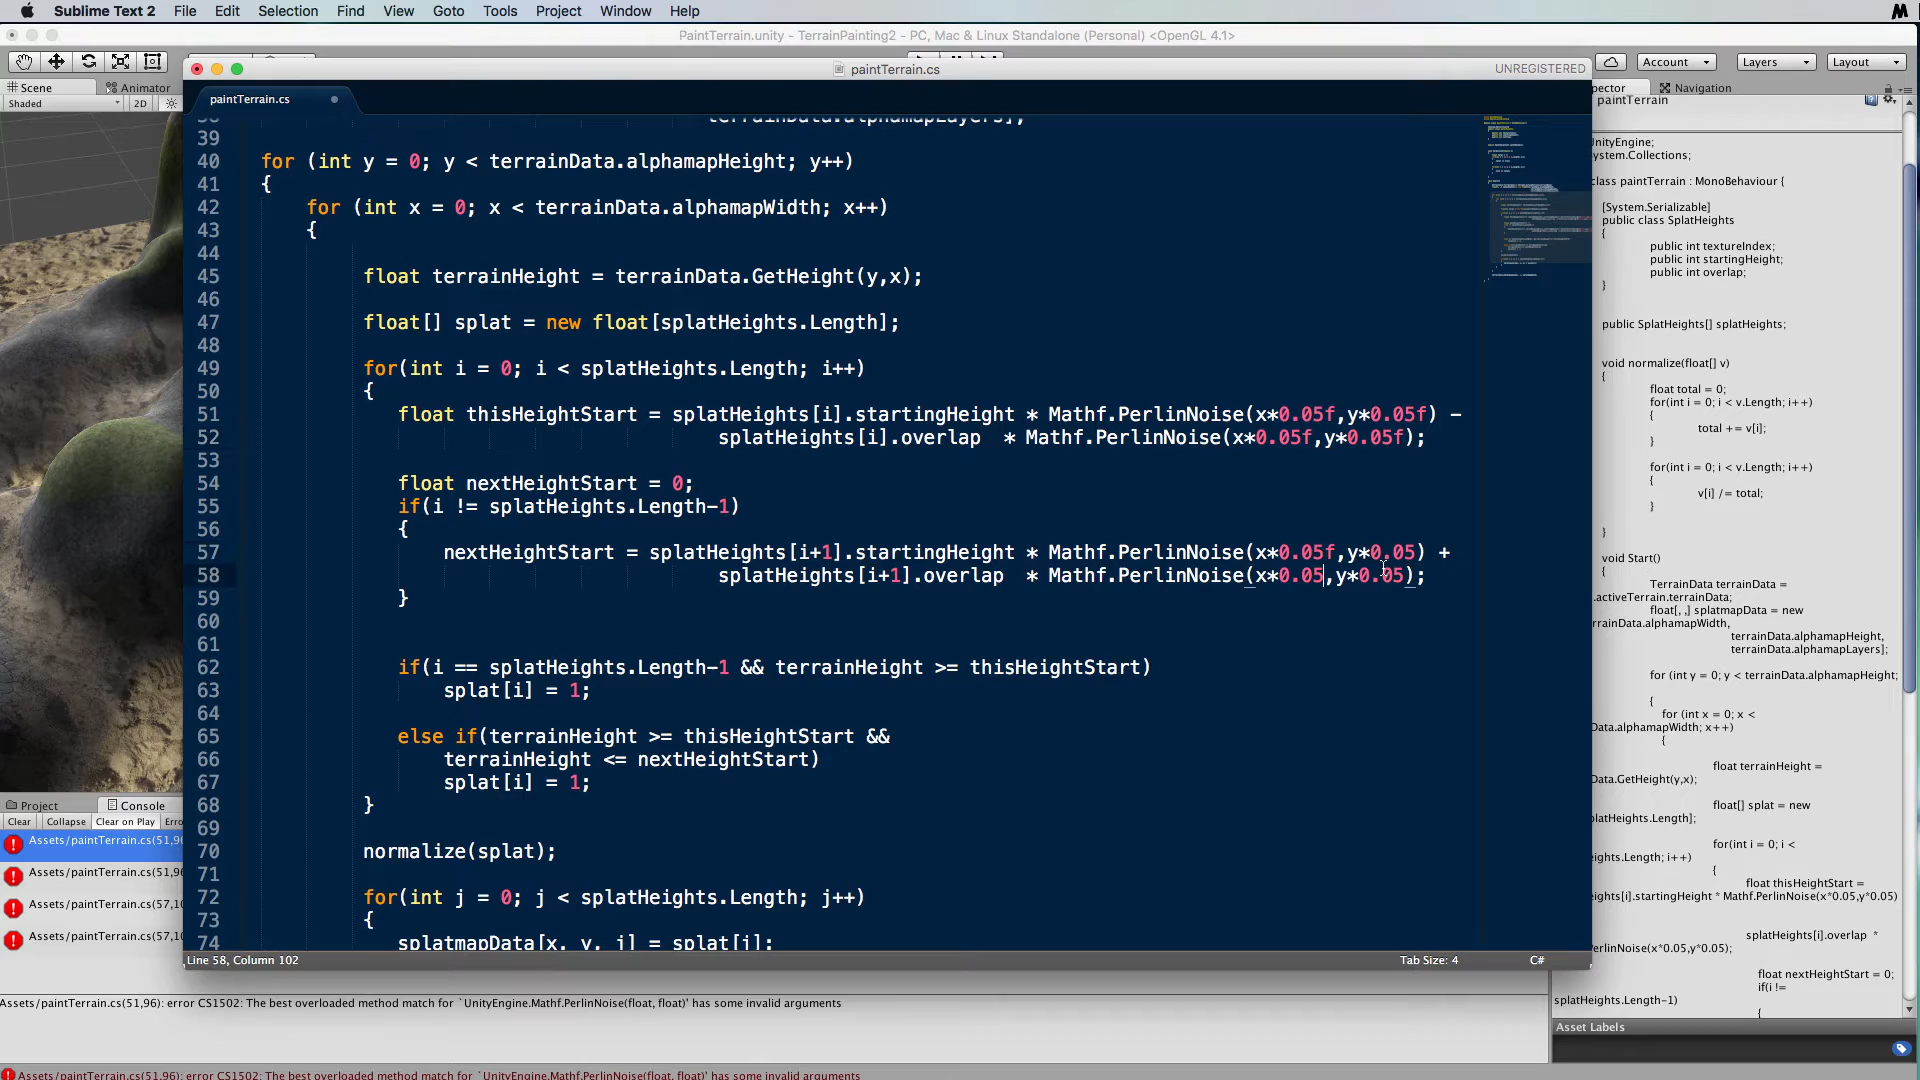 Sublime Text 2 File Edit Selection Find View Goto Tools Project Window Help
PaintTerrain.unity - TerrainPainting2 - PC, Mac & Linux Standalone (Personal) <OpenGL 4.1>
Account Layers Layout
paintTerrain.cs UNREGISTERED
Scene Animator
Shaded 2D
Navigation
paintTerrain.cs
39
40 for (int y = 0; y < terrainData.alphamapHeight; y++)
41 {
42 for (int x = 0; x < terrainData.alphamapWidth; x++)
43 {
44
45 float terrainHeight = terrainData.GetHeight(y,x);
46
47 float[] splat = new float[splatHeights.Length];
48
49 for(int i = 0; i < splatHeights.Length; i++)
50 {
51 float thisHeightStart = splatHeights[i].startingHeight * Mathf.PerlinNoise(x*0.05f,y*0.05f) -
52 splatHeights[i].overlap * Mathf.PerlinNoise(x*0.05f,y*0.05f);
53
54 float nextHeightStart = 0;
55 if(i != splatHeights.Length-1)
56 {
57 nextHeightStart = splatHeights[i+1].startingHeight * Mathf.PerlinNoise(x*0.05f,y*0.05) +
58 splatHeights[i+1].overlap * Mathf.PerlinNoise(x*0.05,y*0.05);
59 }
60
61
62 if(i == splatHeights.Length-1 && terrainHeight >= thisHeightStart)
63 splat[i] = 1;
64
65 else if(terrainHeight >= thisHeightStart &&
66 terrainHeight <= nextHeightStart)
67 splat[i] = 1;
68 }
69
70 normalize(splat);
71
72 for(int j = 0; j < splatHeights.Length; j++)
73 {
74 splatmapData[x, y, j] = splat[j];
Line 58, Column 102 Tab Size: 4 C#
Project Console
Clear Collapse Clear on Play Erro
Assets/paintTerrain.cs(51,96
Assets/paintTerrain.cs(51,96
Assets/paintTerrain.cs(57,10
Assets/paintTerrain.cs(57,10
Assets/paintTerrain.cs(51,96): error CS1502: The best overloaded method match for `UnityEngine.Mathf.PerlinNoise(float, float)' has some invalid arguments
Assets/paintTerrain.cs(51,96): error CS1502: The best overloaded method match for `UnityEngine.Mathf.PerlinNoise(float, float)' has some invalid arguments
pector
paintTerrain
UnityEngine;
ystem.Collections;
class paintTerrain : MonoBehaviour {
[System.Serializable]
public class SplatHeights
{
public int textureIndex;
public int startingHeight;
public int overlap;
}
public SplatHeights[] splatHeights;
void normalize(float[] v)
{
float total = 0;
for(int i = 0; i < v.Length; i++)
{
total += v[i];
}
for(int i = 0; i < v.Length; i++)
{
v[i] /= total;
}
}
void Start()
{
TerrainData terrainData =
.activeTerrain.terrainData;
float[, ,] splatmapData = new
rrainData.alphamapWidth,
terrainData.alphamapHeight,
terrainData.alphamapLayers];
for (int y = 0; y < terrainData.alphamapHeight;
{
for (int x = 0; x <
Data.alphamapWidth; x++)
{
float terrainHeight =
Data.GetHeight(y,x);
float[] splat = new
platHeights.Length];
for(int i = 0; i <
ights.Length; i++)
{
float thisHeightStart =
ights[i].startingHeight * Mathf.PerlinNoise(x*0.05,y*0.05)
splatHeights[i].overlap *
PerlinNoise(x*0.05,y*0.05);
float nextHeightStart = 0;
if(i !=
splatHeights.Length-1)
{
Asset Labels